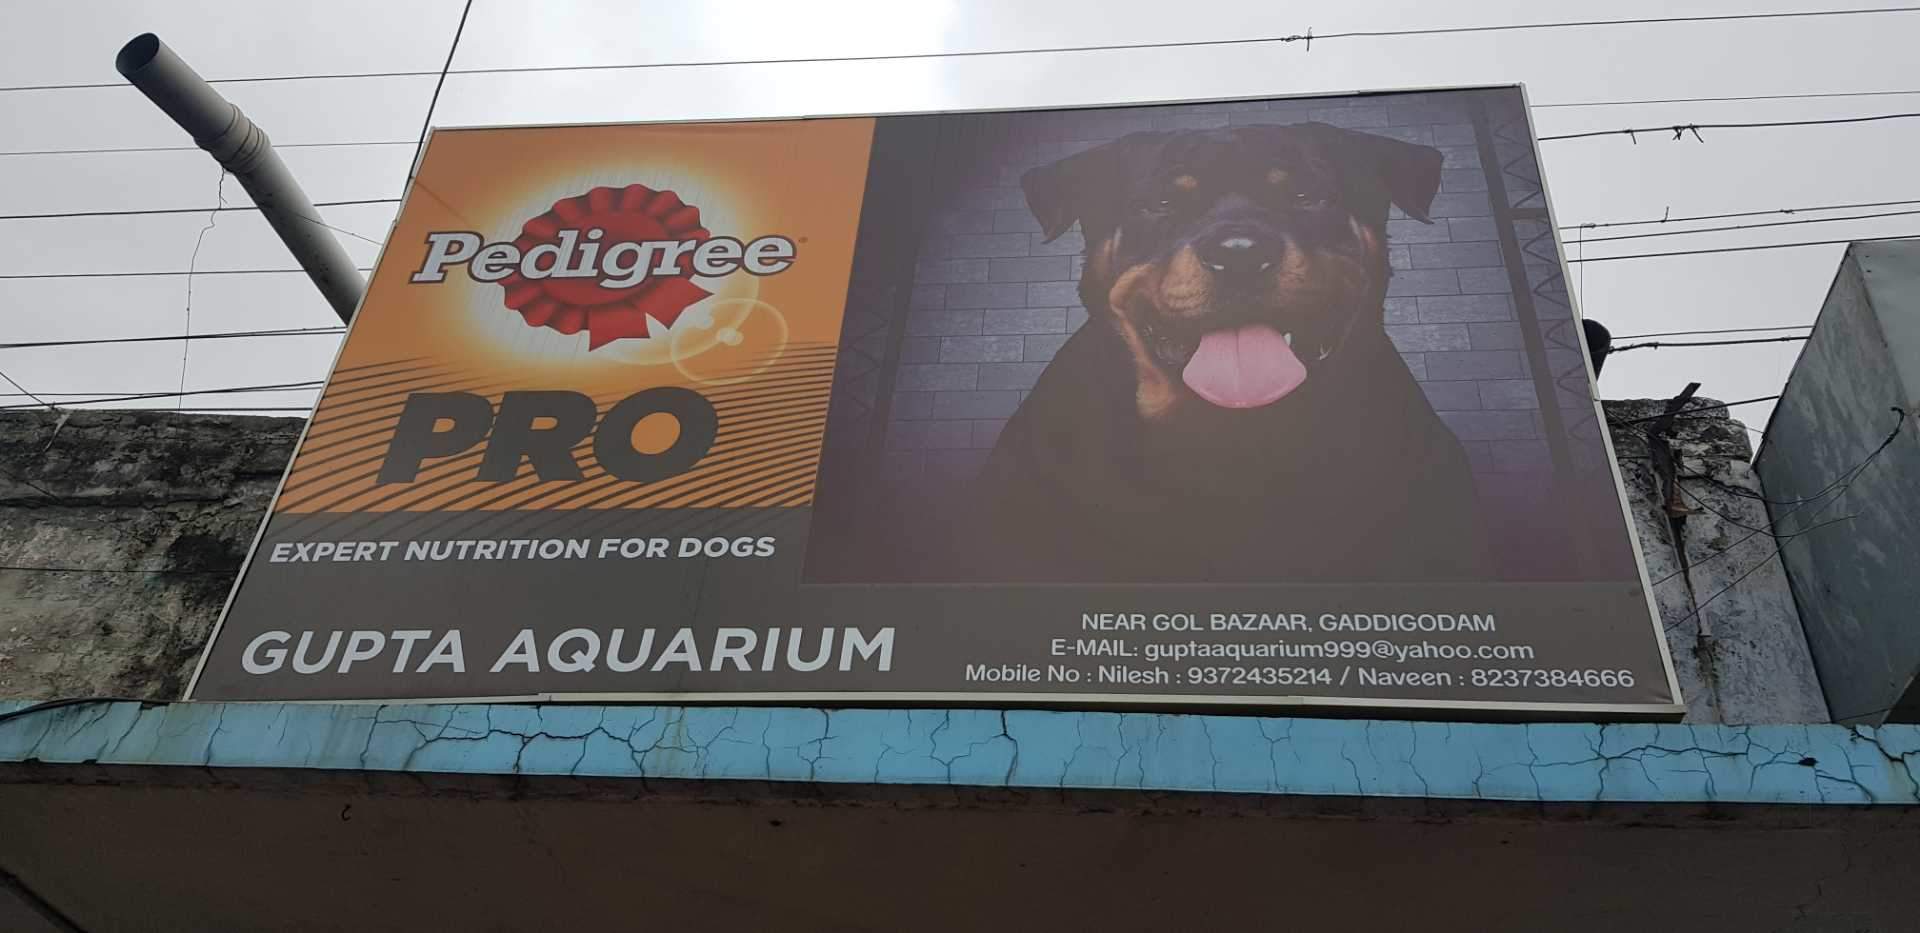 Pedigree
PRO
EXPERT NUTRITION FOR DOGS
GUPTA AQUARIUM
NEAR GOL BAZAAR, GADDIGODAM
E-MAIL: guptaaquarium999@yahoo.com
Mobile No : Nilesh : 9372435214 / Naveen : 8237384666